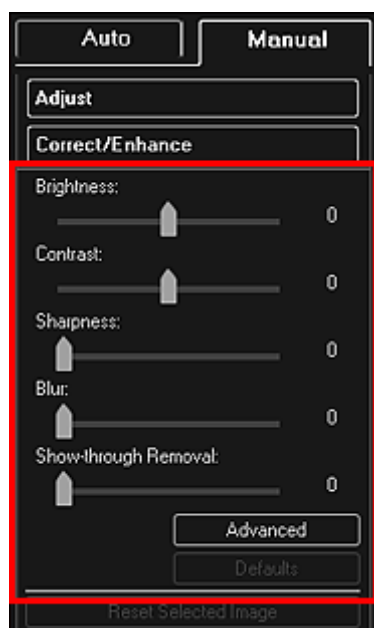 Auto Manual
Adjust
Correct/Enhance
Brightness:
0
Contrast:
0
Sharpness:
0
Blur:
0
Show-through Removal:
0
Advanced
Defaults
Reset Selected Image